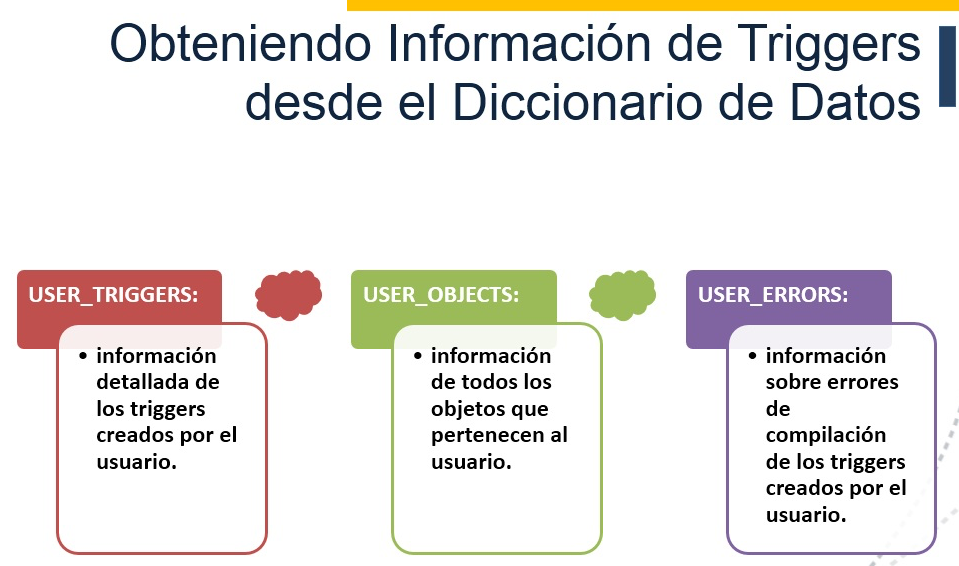 Obteniendo Información de Triggers
desde el Diccionario de Datos
USER_TRIGGERS:
• información
detallada de
los triggers
creados por el
usuario.
USER_OBJECTS:
• información
de todos los
objetos que
pertenecen al
usuario.
USER_ERRORS:
• información
sobre errores
de
compilación
de los triggers
creados por el
usuario.